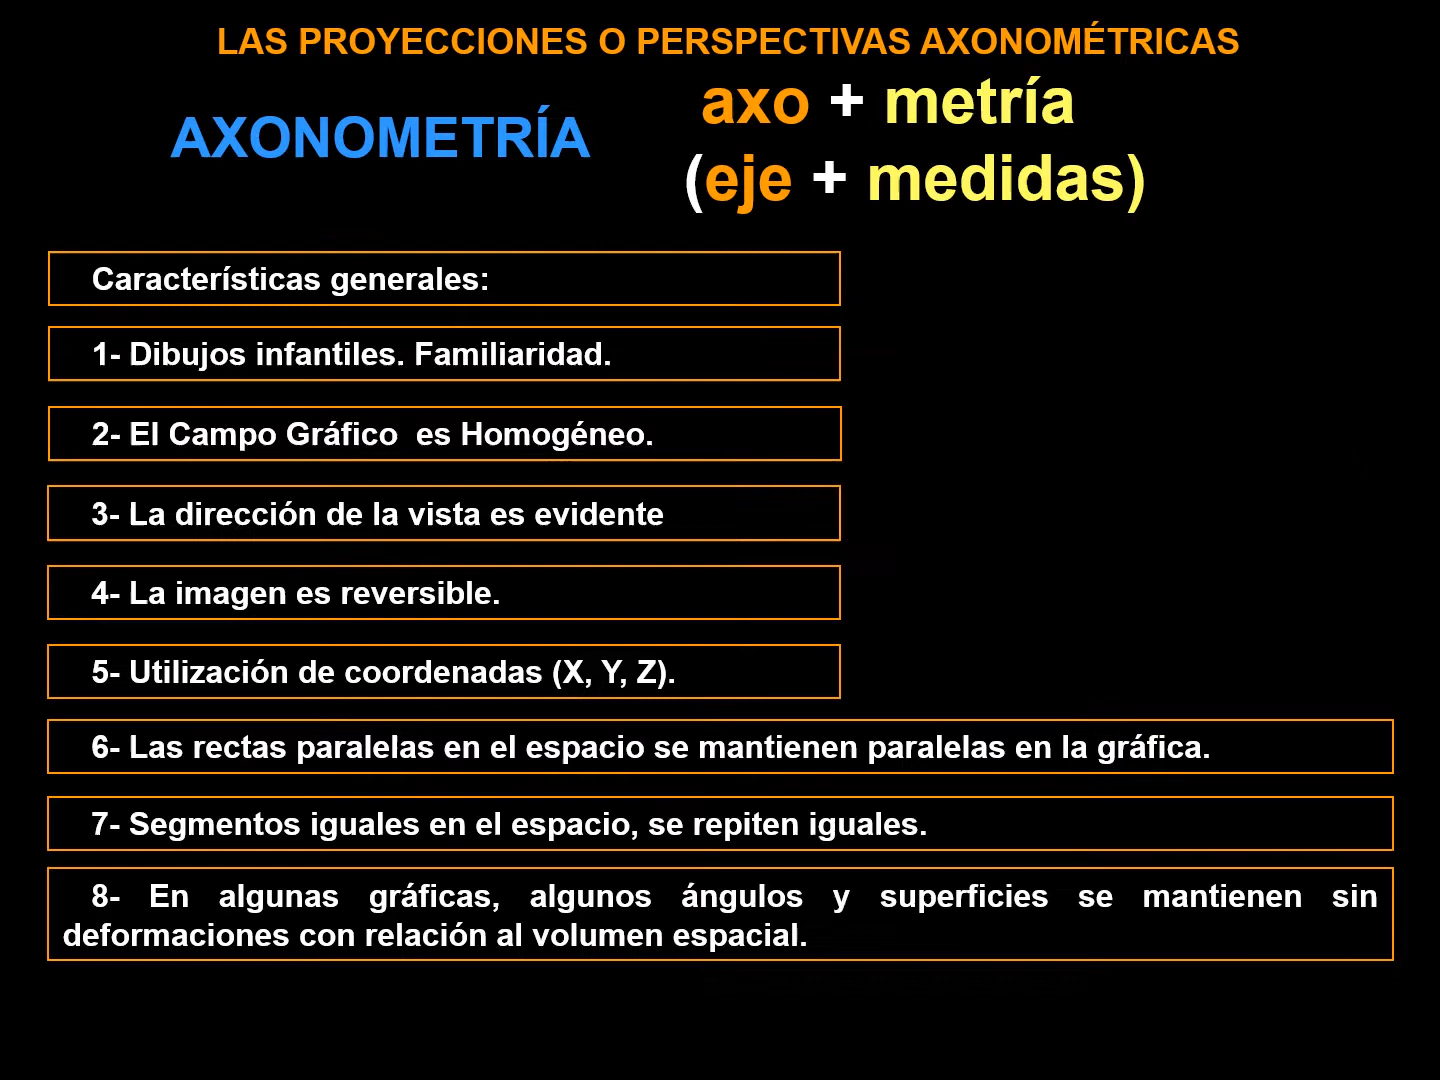 LAS PROYECCIONES O PERSPECTIVAS AXONOMÉTRICAS
AXONOMETRÍA
axo + metría
(eje + medidas)
Características generales:
1- Dibujos infantiles. Familiaridad.
2- El Campo Gráfico  es Homogéneo.
3- La dirección de la vista es evidente
4- La imagen es reversible.
5- Utilización de coordenadas (X, Y, Z).
6- Las rectas paralelas en el espacio se mantienen paralelas en la gráfica.
7- Segmentos iguales en el espacio, se repiten iguales.
8- En algunas gráficas, algunos ángulos y superficies se mantienen sin
deformaciones con relación al volumen espacial.